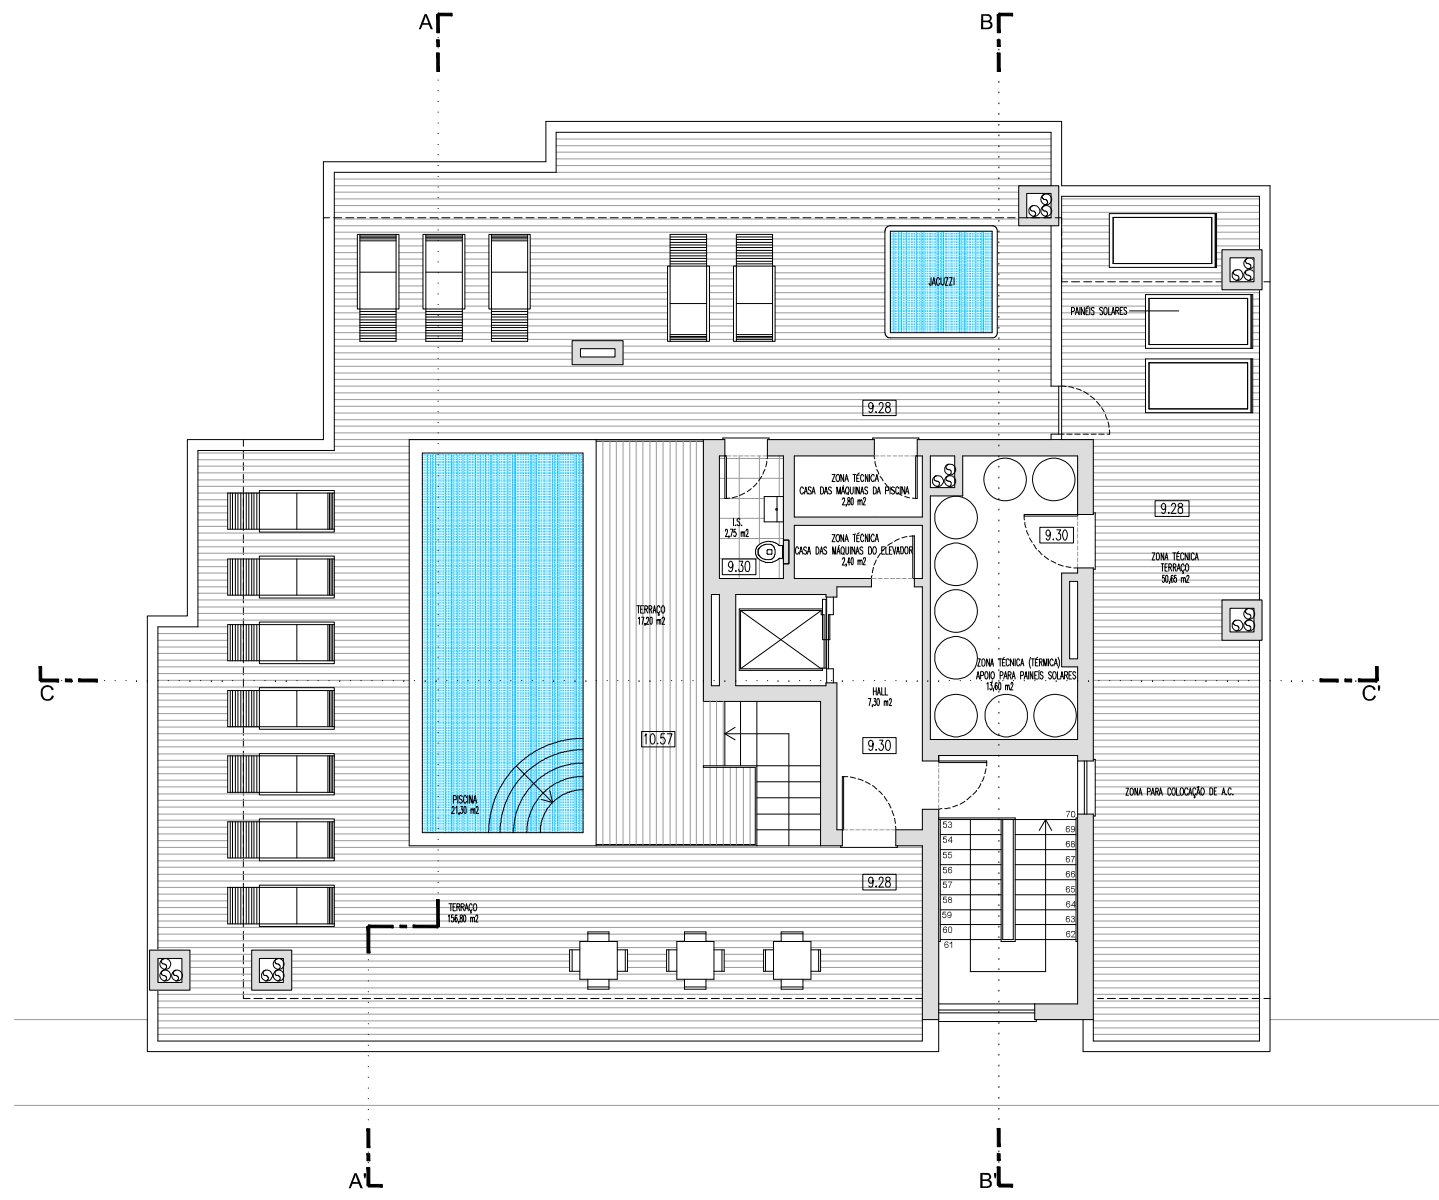 A
B
JACUZZI
PAINÉIS SOLARES
9.28
ZONA TÉCNICA
CASA DAS MÁQUINAS DA PISCINA
2,80 m2
I.S.
2,75 m2
9.30
ZONA TÉCNICA
CASA DAS MÁQUINAS DO ELEVADOR
2,40 m2
9.30
9.28
ZONA TÉCNICA
TERRAÇO
50,65 m2
TERRAÇO
17,20 m2
ZONA TÉCNICA (TÉRMICA)
APOIO PARA PAINEÍS SOLARES
13,60 m2
C
C'
HALL
7,30 m2
10.57
9.30
PISCINA
21,30 m2
ZONA PARA COLOCAÇÃO DE A.C.
53
54
55
56
57
58
59
60
61
70
69
68
67
66
65
64
63
62
9.28
TERRAÇO
156,80 m2
A'
B'